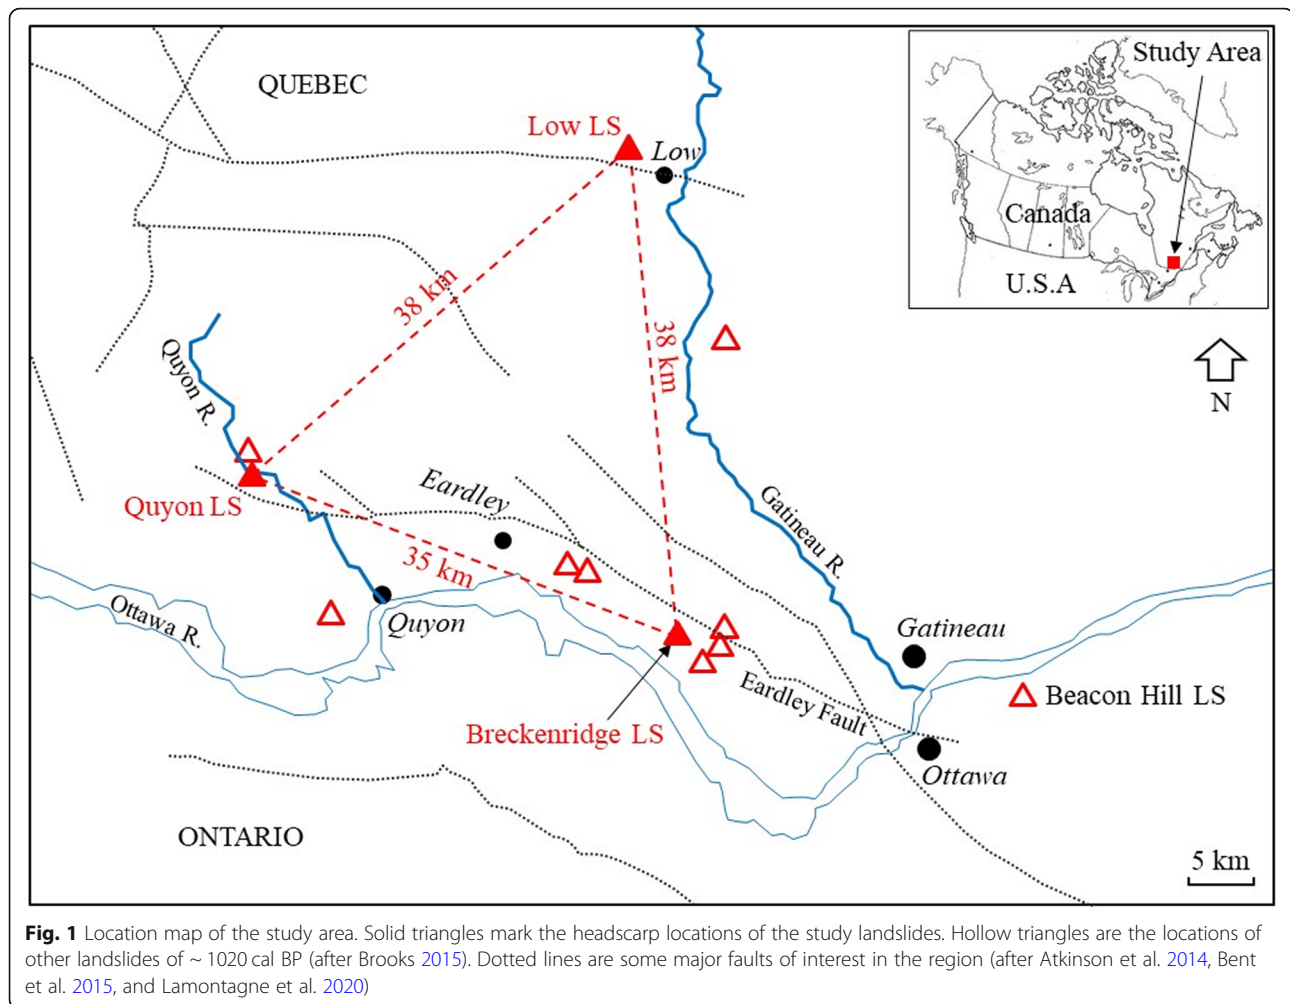 QUEBEC
Study Area
Low LS
Low
Canada
U.S.A
38 km
38 km
N
Quyon R.
Quyon LS
Eardley
Gatineau R.
35 km
Ottawa R.
Quyon
Gatineau
Eardley Fault
Beacon Hill LS
Breckenridge LS
Ottawa
ONTARIO
5 km
Fig. 1 Location map of the study area. Solid triangles mark the headscarp locations of the study landslides. Hollow triangles are the locations of
other landslides of ~ 1020 cal BP (after Brooks 2015). Dotted lines are some major faults of interest in the region (after Atkinson et al. 2014, Bent
et al. 2015, and Lamontagne et al. 2020)